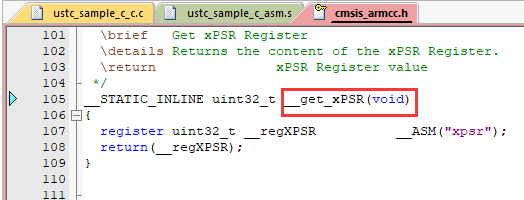 ustc_sample_c_c.c ustc_sample_c_asm.s cmsis_armcc.h
101 \brief Get xPSR Register
102 \details Returns the content of the xPSR Register.
103 \return xPSR Register value
104 */
105 __STATIC_INLINE uint32_t __get_xPSR(void)
106 {
107 register uint32_t __regXPSR __ASM("xpsr");
108 return(__regXPSR);
109 }
110
111